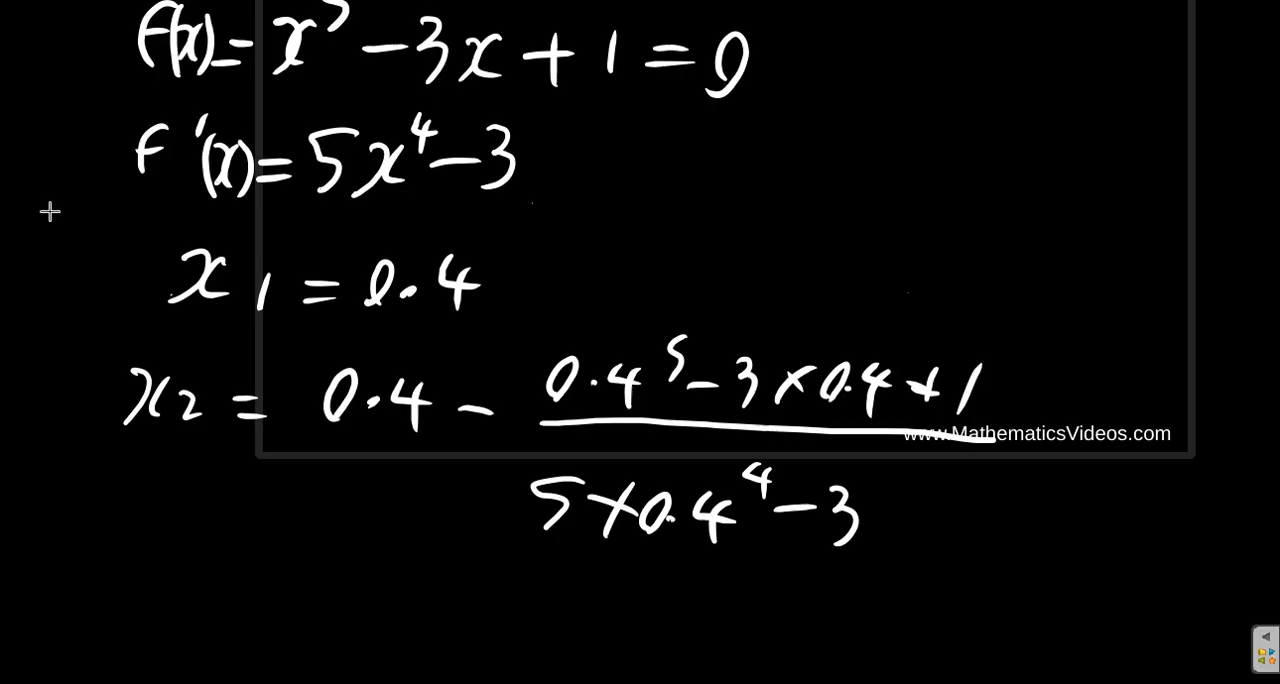 F(x) = x⁵ − 3x + 1 = 0
F'(x) = 5x⁴ − 3
x₁ = 0.4
x₂ = 0.4 − (0.4⁵ − 3 × 0.4 + 1) / (5 × 0.4⁴ − 3)
www.MathematicsVideos.com